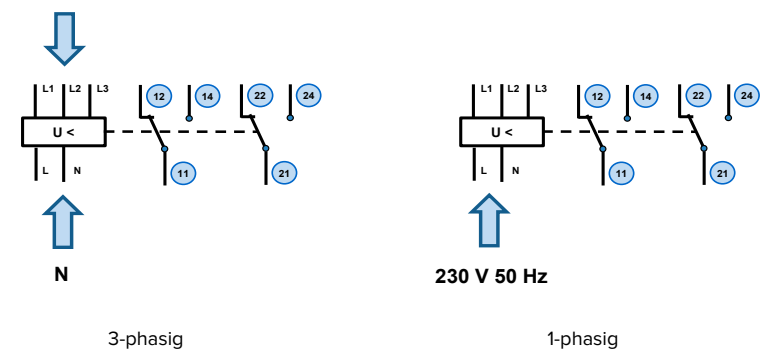 L1 L2 L3 12 14 22 24
U <
L N 11 21
N
3-phasig
L1 L2 L3 12 14 22 24
U <
L N 11 21
230 V 50 Hz
1-phasig